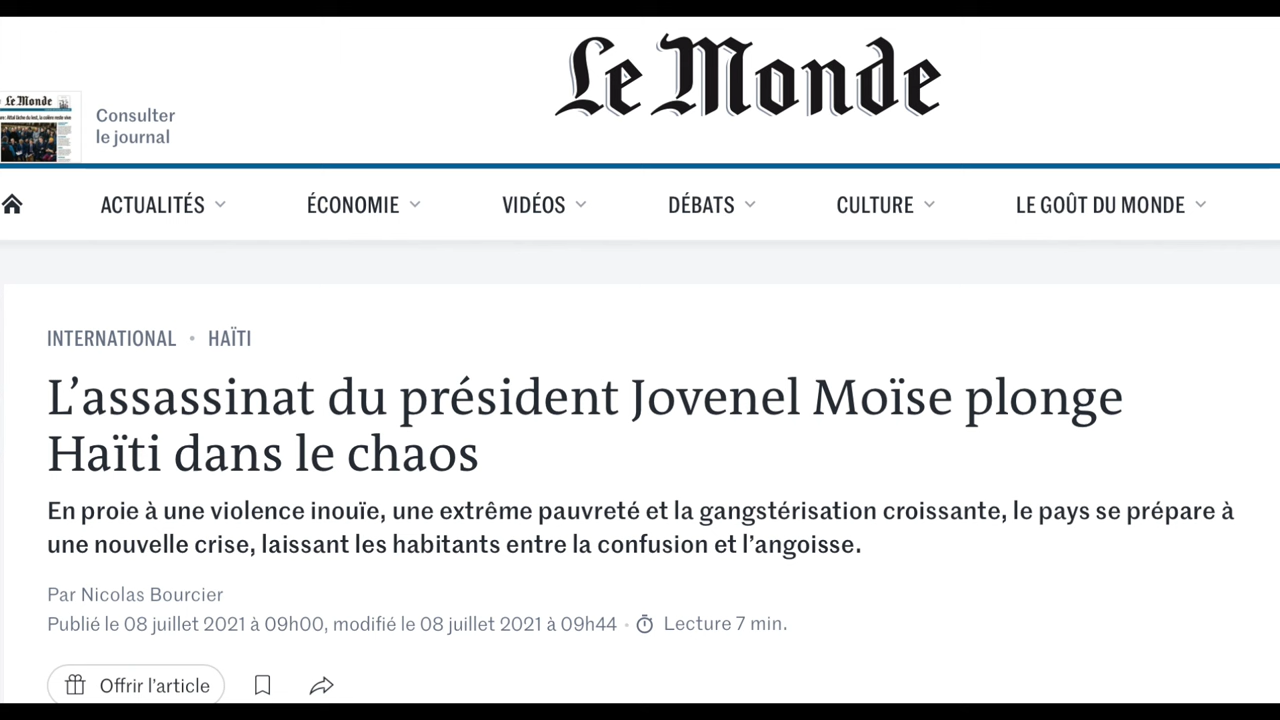 Le Monde
Le Monde
Consulter
le journal
ACTUALITÉS
ÉCONOMIE
VIDÉOS
DÉBATS
CULTURE
LE GOÛT DU MONDE
INTERNATIONAL • HAÏTI
L’assassinat du président Jovenel Moïse plonge
Haïti dans le chaos
En proie à une violence inouïe, une extrême pauvreté et la gangstérisation croissante, le pays se prépare à
une nouvelle crise, laissant les habitants entre la confusion et l’angoisse.
Par Nicolas Bourcier
Publié le 08 juillet 2021 à 09h00, modifié le 08 juillet 2021 à 09h44 • Lecture 7 min.
Offrir l’article